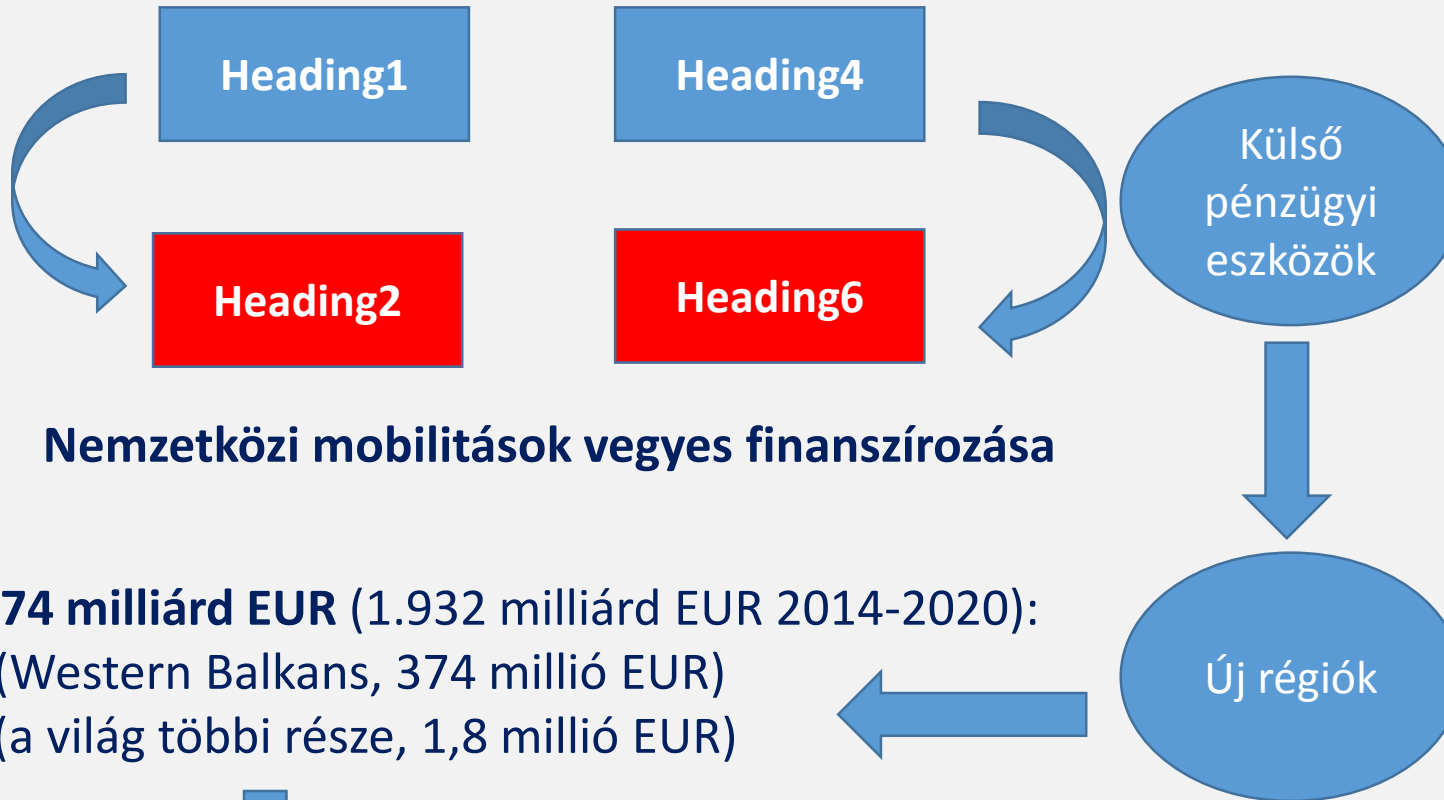 Heading1
Heading4
Külső
pénzügyi
eszközök
Heading2
Heading6
Nemzetközi mobilitások vegyes finanszírozása
74 milliárd EUR (1.932 milliárd EUR 2014-2020):
(Western Balkans, 374 millió EUR)
(a világ többi része, 1,8 millió EUR)
Új régiók